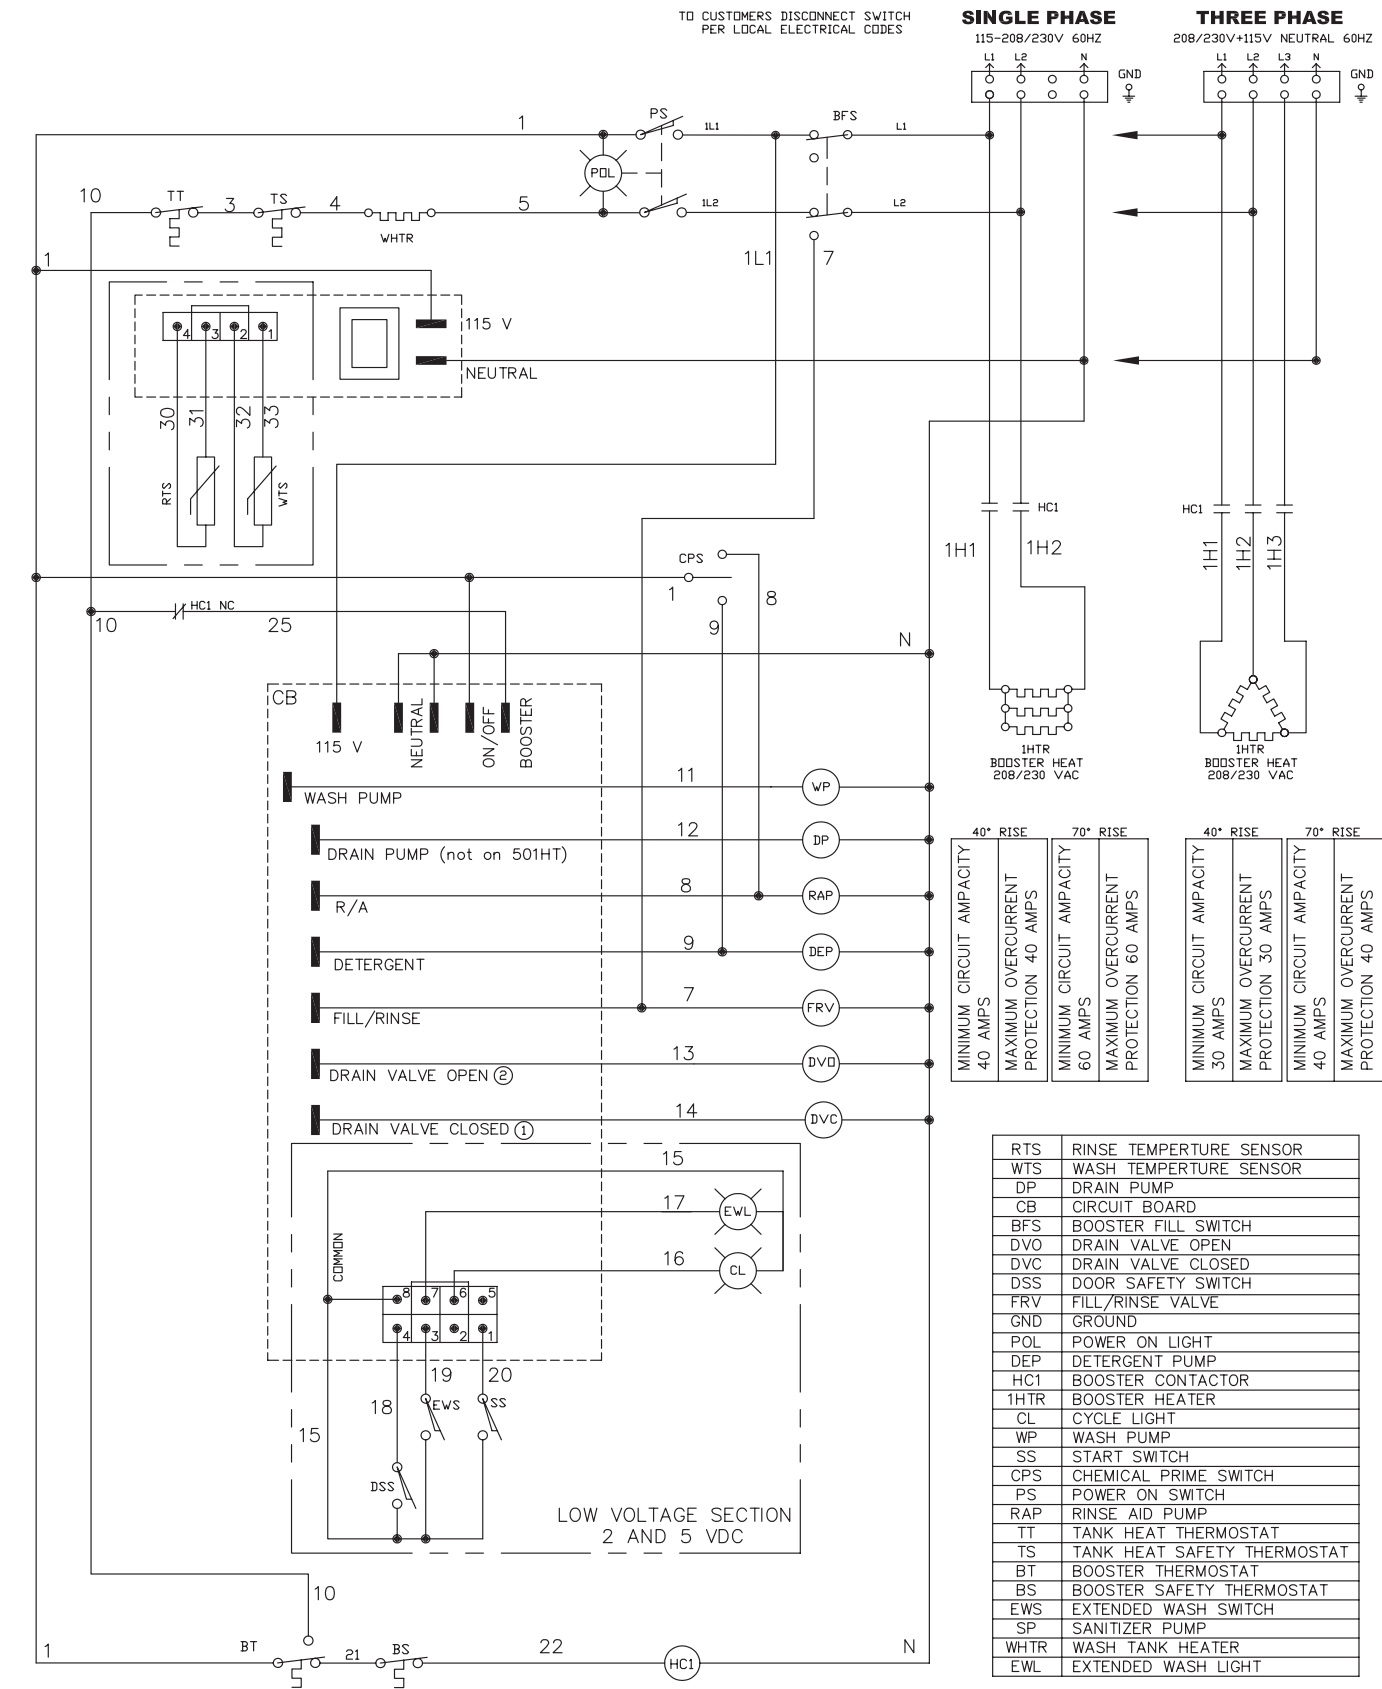 TO CUSTOMERS DISCONNECT SWITCH
PER LOCAL ELECTRICAL CODES
SINGLE PHASE
115-208/230V 60HZ
L1 L2 N
GND
THREE PHASE
208/230V+115V NEUTRAL 60HZ
L1 L2 L3 N
GND
1
PS
1L1
BFS
L1
POL
10
TT
3
TS
4
WHTR
5
1L2
L2
1L1
7
1
115 V
NEUTRAL
4 3 2 1
30 31 32 33
RTS
WTS
HC1
1H1
1H2
HC1
1H1
1H2
1H3
CPS
1
8
9
10
HC1 NC
25
N
CB
115 V
NEUTRAL
ON/OFF
BOOSTER
1HTR
BOOSTER HEAT
208/230 VAC
1HTR
BOOSTER HEAT
208/230 VAC
WASH PUMP
11
WP
DRAIN PUMP (not on 501HT)
12
DP
R/A
8
RAP
DETERGENT
9
DEP
FILL/RINSE
7
FRV
DRAIN VALVE OPEN 2
13
DVO
DRAIN VALVE CLOSED 1
14
DVC
40° RISE
MINIMUM CIRCUIT AMPACITY
40 AMPS
MAXIMUM OVERCURRENT
PROTECTION 40 AMPS
70° RISE
MINIMUM CIRCUIT AMPACITY
60 AMPS
MAXIMUM OVERCURRENT
PROTECTION 60 AMPS
40° RISE
MINIMUM CIRCUIT AMPACITY
30 AMPS
MAXIMUM OVERCURRENT
PROTECTION 30 AMPS
70° RISE
MINIMUM CIRCUIT AMPACITY
40 AMPS
MAXIMUM OVERCURRENT
PROTECTION 40 AMPS
15
17
EWL
16
CL
COMMON
8 7 6 5
4 3 2 1
18
19
20
EWS
SS
15
DSS
LOW VOLTAGE SECTION
2 AND 5 VDC
10
1
BT
21
BS
22
HC1
N
RTS RINSE TEMPERTURE SENSOR
WTS WASH TEMPERTURE SENSOR
DP DRAIN PUMP
CB CIRCUIT BOARD
BFS BOOSTER FILL SWITCH
DVO DRAIN VALVE OPEN
DVC DRAIN VALVE CLOSED
DSS DOOR SAFETY SWITCH
FRV FILL/RINSE VALVE
GND GROUND
POL POWER ON LIGHT
DEP DETERGENT PUMP
HC1 BOOSTER CONTACTOR
1HTR BOOSTER HEATER
CL CYCLE LIGHT
WP WASH PUMP
SS START SWITCH
CPS CHEMICAL PRIME SWITCH
PS POWER ON SWITCH
RAP RINSE AID PUMP
TT TANK HEAT THERMOSTAT
TS TANK HEAT SAFETY THERMOSTAT
BT BOOSTER THERMOSTAT
BS BOOSTER SAFETY THERMOSTAT
EWS EXTENDED WASH SWITCH
SP SANITIZER PUMP
WHTR WASH TANK HEATER
EWL EXTENDED WASH LIGHT